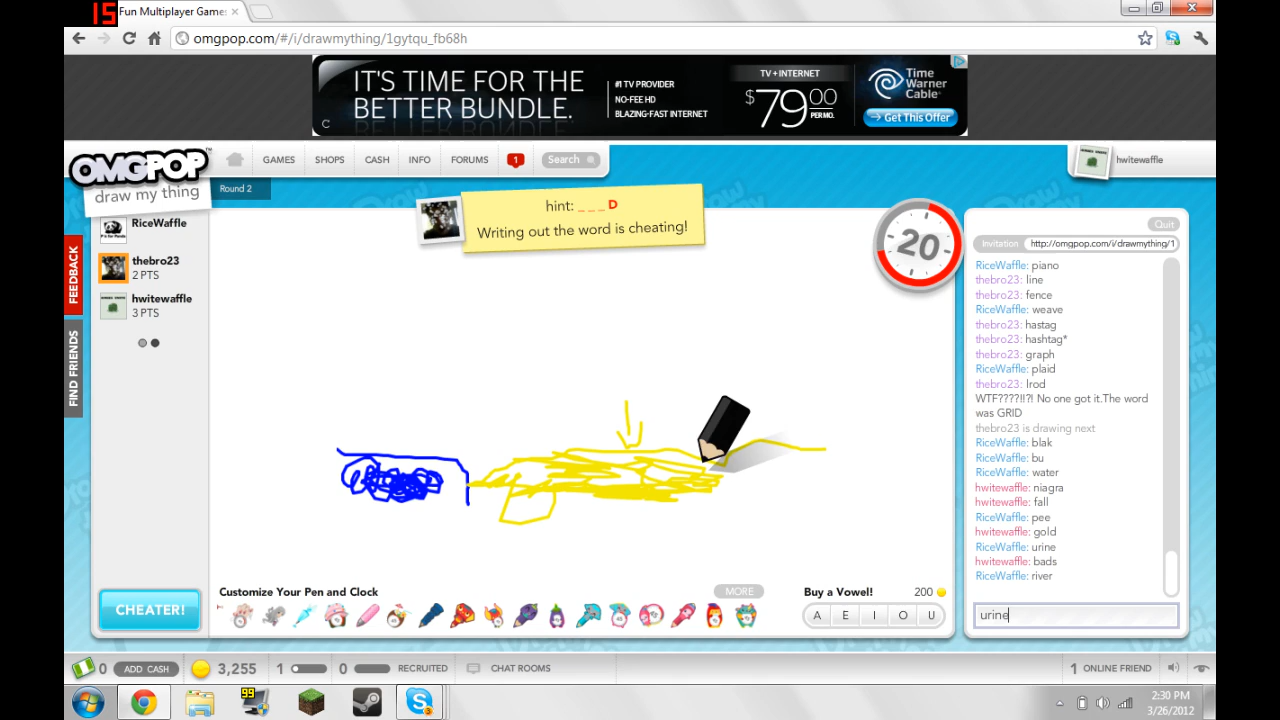 15
Fun Multiplayer Game
omgpop.com/#/i/drawmything/1gytqu_fb68h
IT'S TIME FOR THE
BETTER BUNDLE.
C
#1 TV PROVIDER
NO-FEE HD
BLAZING-FAST INTERNET
TV + INTERNET
$79.00
PER MO.
Time
Warner
Cable®
→ Get This Offer
OMGPOP™
draw my thing
GAMES
SHOPS
CASH
INFO
FORUMS
1
Search
hwitewaffle
Round 2
hint: _ _ _ D
Writing out the word is cheating!
20
FEEDBACK
FIND FRIENDS
RiceWaffle
thebro23
2 PTS
hwitewaffle
3 PTS
CHEATER!
Quit
Invitation http://omgpop.com/i/drawmything/1
RiceWaffle: piano
thebro23: line
thebro23: fence
RiceWaffle: weave
thebro23: hastag
thebro23: hashtag*
thebro23: graph
RiceWaffle: plaid
thebro23: lrod
WTF????!!?! No one got it.The word
was GRID
thebro23 is drawing next
RiceWaffle: blak
RiceWaffle: bu
RiceWaffle: water
hwitewaffle: niagra
hwitewaffle: fall
RiceWaffle: pee
hwitewaffle: gold
RiceWaffle: urine
hwitewaffle: bads
RiceWaffle: river
urine
Customize Your Pen and Clock
MORE
Buy a Vowel! 200
A E I O U
0 ADD CASH 3,255 1 0 RECRUITED CHAT ROOMS 1 ONLINE FRIEND
99
2:30 PM
3/26/2012